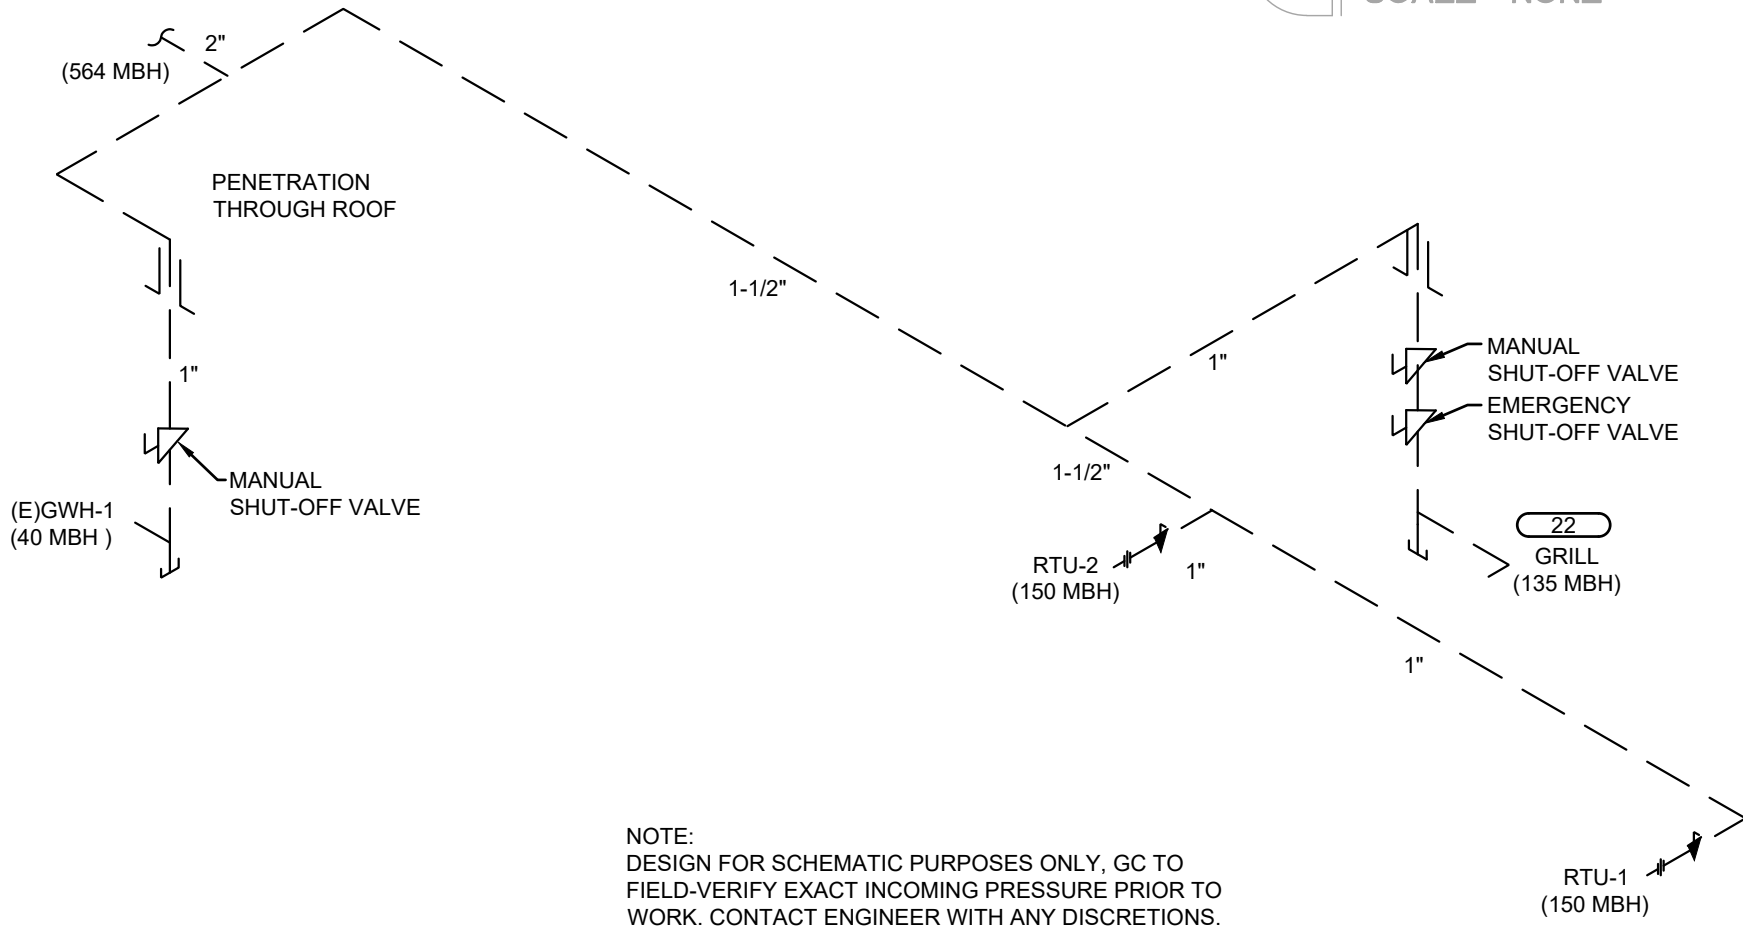 2"
(564 MBH)
PENETRATION
THROUGH ROOF
1-1/2"
1"
MANUAL
SHUT-OFF VALVE
EMERGENCY
SHUT-OFF VALVE
1"
MANUAL
SHUT-OFF VALVE
(E)GWH-1
(40 MBH )
1-1/2"
22
GRILL
(135 MBH)
RTU-2
(150 MBH)
1"
1"
NOTE:
DESIGN FOR SCHEMATIC PURPOSES ONLY, GC TO
FIELD-VERIFY EXACT INCOMING PRESSURE PRIOR TO
WORK. CONTACT ENGINEER WITH ANY DISCRETIONS.
RTU-1
(150 MBH)